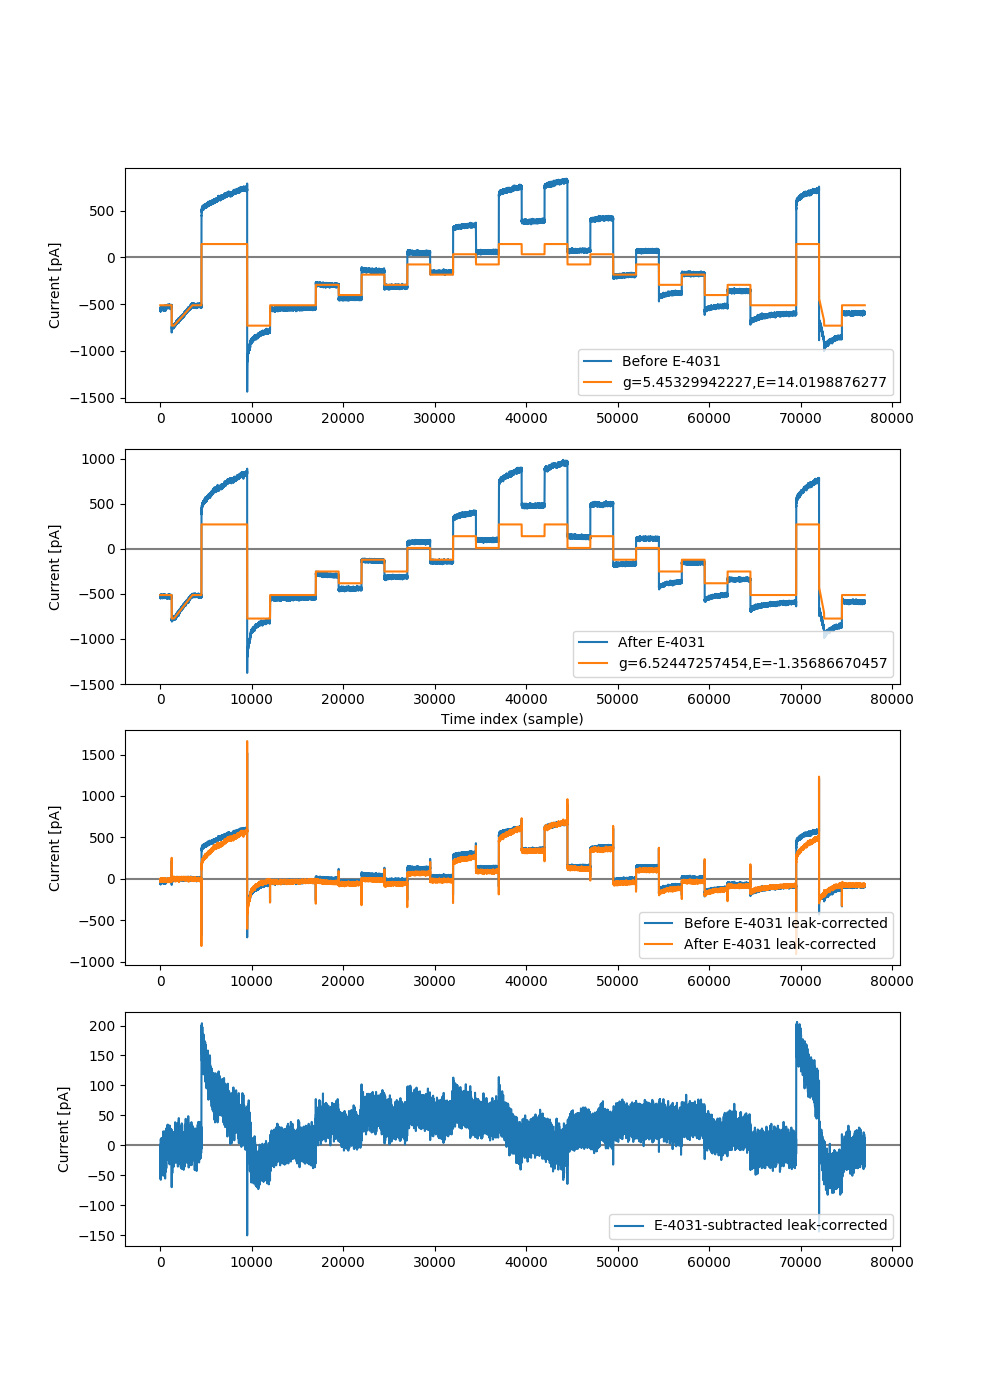 500
0
−500
−1000
−1500
Current [pA]
Before E-4031
g=5.45329942227,E=14.0198876277
0 10000 20000 30000 40000 50000 60000 70000 80000
1000
500
0
−500
−1000
−1500
Current [pA]
After E-4031
g=6.52447257454,E=-1.35686670457
0 10000 20000 30000 40000 50000 60000 70000 80000
Time index (sample)
1500
1000
500
0
−500
−1000
Current [pA]
Before E-4031 leak-corrected
After E-4031 leak-corrected
0 10000 20000 30000 40000 50000 60000 70000 80000
200
150
100
50
0
−50
−100
−150
Current [pA]
E-4031-subtracted leak-corrected
0 10000 20000 30000 40000 50000 60000 70000 80000